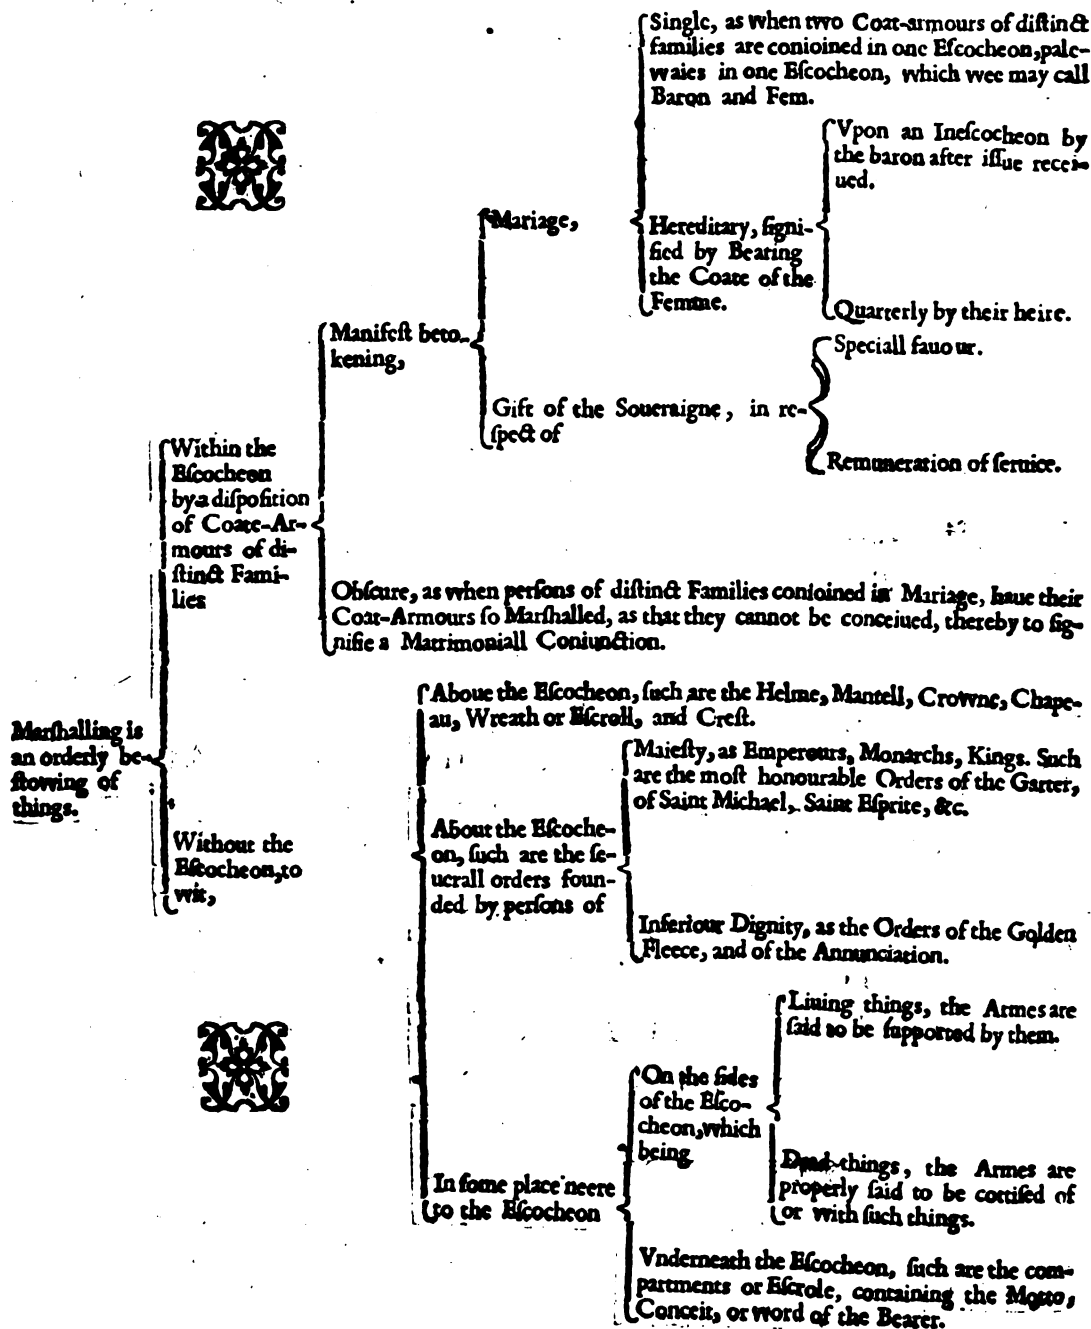 Single, as when two Coat-armours of distinct
families are conioined in one Escocheon, pale-
waies in one Escocheon, which wee may call
Baron and Fem.
Vpon an Inescocheon by
the baron after issue recei-
ued.
Mariage,
Hereditary, signi-
fied by Bearing
the Coate of the
Femme.
Quarterly by their heire.
Manifest beto-
kening,
Speciall fauour.
Gift of the Soueraigne, in re-
spect of
Remuneration of seruice.
Within the
Escocheon
by a disposition
of Coate-Ar-
mours of di-
stinct Fami-
lies
Obscure, as when persons of distinct Families conioined in Mariage, haue their
Coat-Armours so Marshalled, as that they cannot be conceiued, thereby to sig-
nifie a Matrimoniall Coniunction.
Marshalling is
an orderly be-
stowing of
things.
Aboue the Escocheon, such are the Helme, Mantell, Crowne, Chape-
au, Wreath or Escroll, and Crest.
Maiesty, as Emperours, Monarchs, Kings. Such
are the most honourable Orders of the Garter,
of Saint Michael, Saint Esprite, &c.
Without the
Escocheon, to
wit,
About the Escoche-
on, such are the se-
uerall orders foun-
ded by persons of
Inferiour Dignity, as the Orders of the Golden
Fleece, and of the Annunciation.
Liuing things, the Armes are
said to be supported by them.
On the sides
of the Esco-
cheon, which
being
Dead things, the Armes are
properly said to be cottised of
or with such things.
In some place neere
to the Escocheon
Vnderneath the Escocheon, such are the com-
partments or Escrole, containing the Motto,
Conceit, or word of the Bearer.